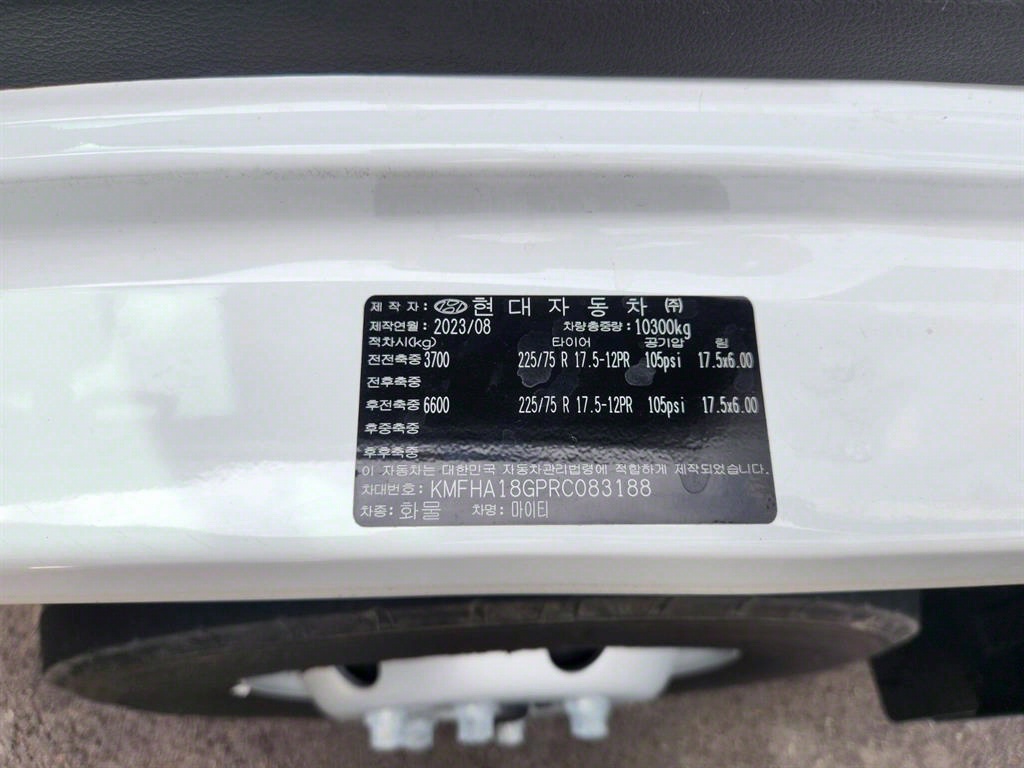 제 작 자 : 현 대 자 동 차 ㈜
제작연월 : 2023/08 차량총중량 : 10300kg
적차시(kg) 타이어 공기압 림
전전축중 3700 225/75 R 17.5-12PR 105psi 17.5x6.00
전후축중
후전축중 6600 225/75 R 17.5-12PR 105psi 17.5x6.00
후중축중
후후축중
이 자동차는 대한민국 자동차관리법령에 적합하게 제작되었습니다.
차대번호 : KMFHA18GPRC083188
차종 : 화물 차명 : 마이티